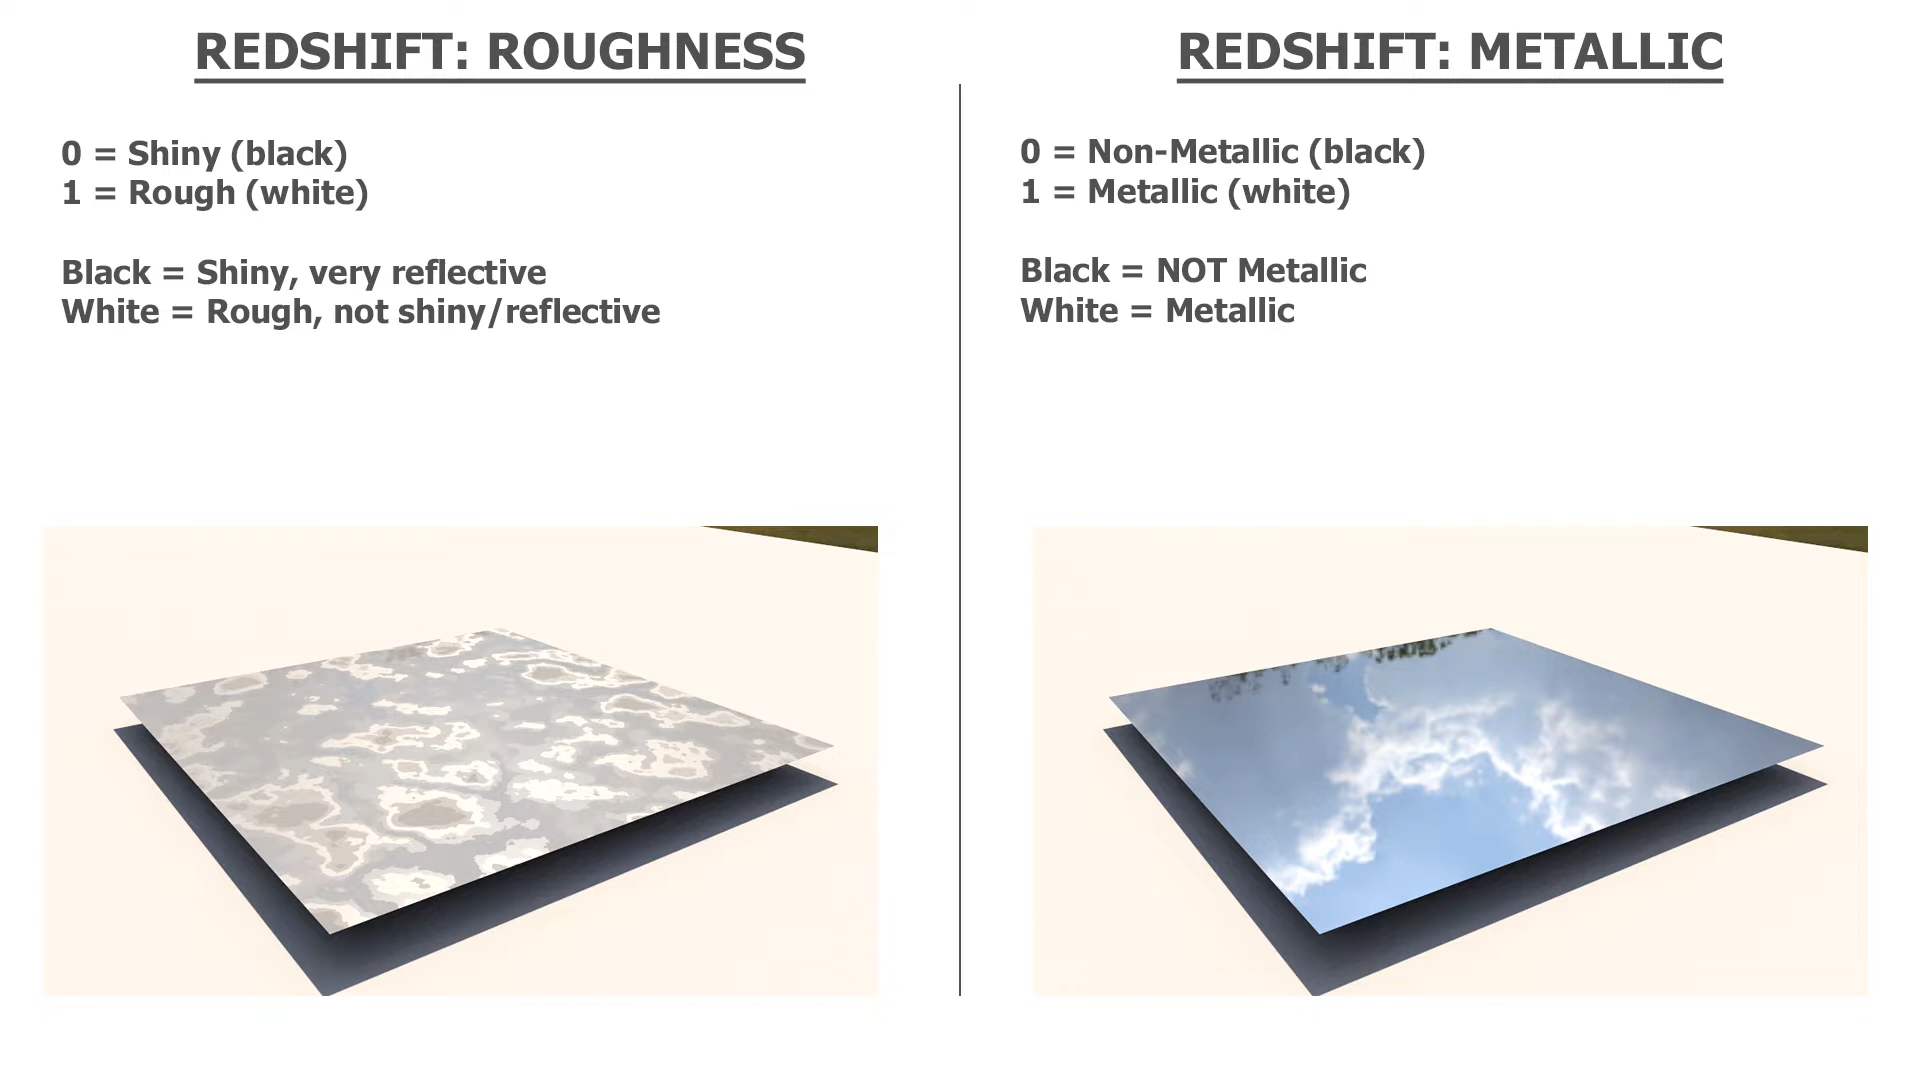 REDSHIFT: ROUGHNESS
0 = Shiny (black)
1 = Rough (white)
Black = Shiny, very reflective
White = Rough, not shiny/reflective
REDSHIFT: METALLIC
0 = Non-Metallic (black)
1 = Metallic (white)
Black = NOT Metallic
White = Metallic